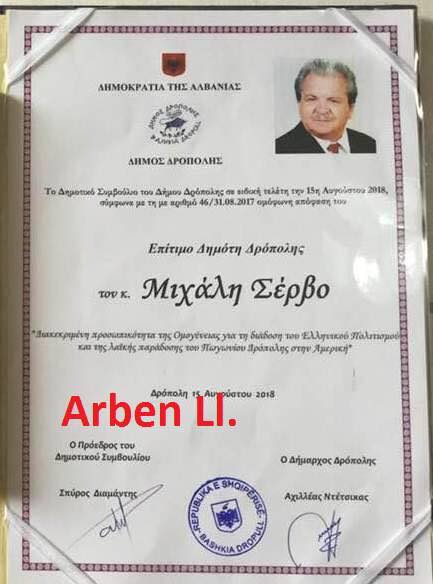 ΔΗΜΟΚΡΑΤΙΑ ΤΗΣ ΑΛΒΑΝΙΑΣ
ΔΗΜΟΣ ΔΡΟΠΟΛΗΣ
BASHKIA DROPULL
ΔΗΜΟΣ ΔΡΟΠΟΛΗΣ
Το Δημοτικό Συμβούλιο του Δήμου Δρόπολης σε ειδική τελέτη την 15η Αυγούστου 2018,
σύμφωνα με τη με αριθμό 46/31.08.2017 ομόφωνη απόφαση του
Επίτιμο Δημότη Δρόπολης
τον κ. Μιχάλη Σέρβο
"Διακεκριμένη προσωπικότητα της Ομογένειας για τη διάδοση του Ελληνικού Πολιτισμού
και της λαϊκής παράδοσης του Πωγωνίου Δρόπολης στην Αμερική"
Δρόπολη 15 Αυγούστου 2018
Arben Ll.
Ο Πρόεδρος του
Δημοτικού Συμβουλίου
Ο Δήμαρχος Δρόπολης
Σπύρος Διαμάντης
Αχιλλέας Ντέτσικας
REPUBLIKA E SHQIPERISE
BASHKIA DROPULL